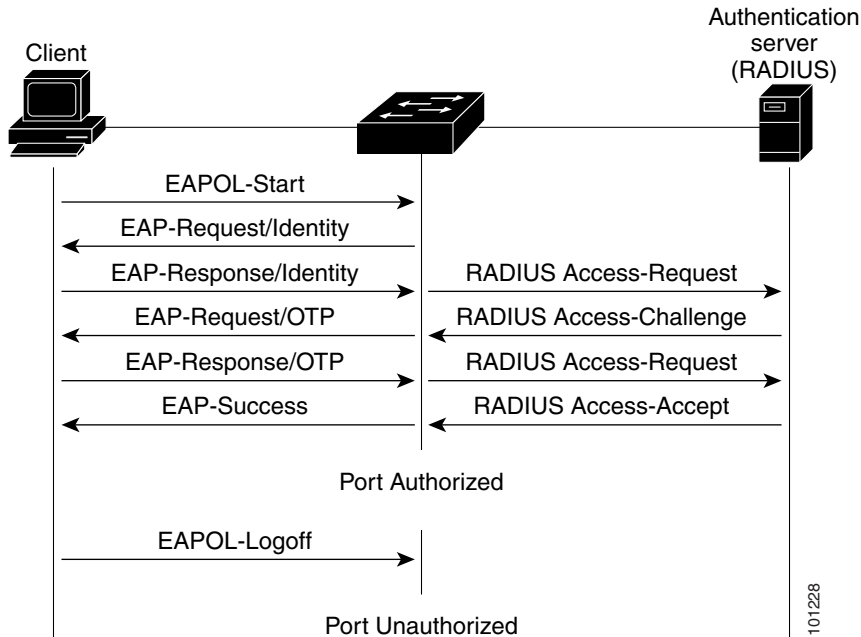 Client
Authentication
server
(RADIUS)
EAPOL-Start
EAP-Request/Identity
EAP-Response/Identity
RADIUS Access-Request
EAP-Request/OTP
RADIUS Access-Challenge
EAP-Response/OTP
RADIUS Access-Request
EAP-Success
RADIUS Access-Accept
Port Authorized
EAPOL-Logoff
Port Unauthorized
101228